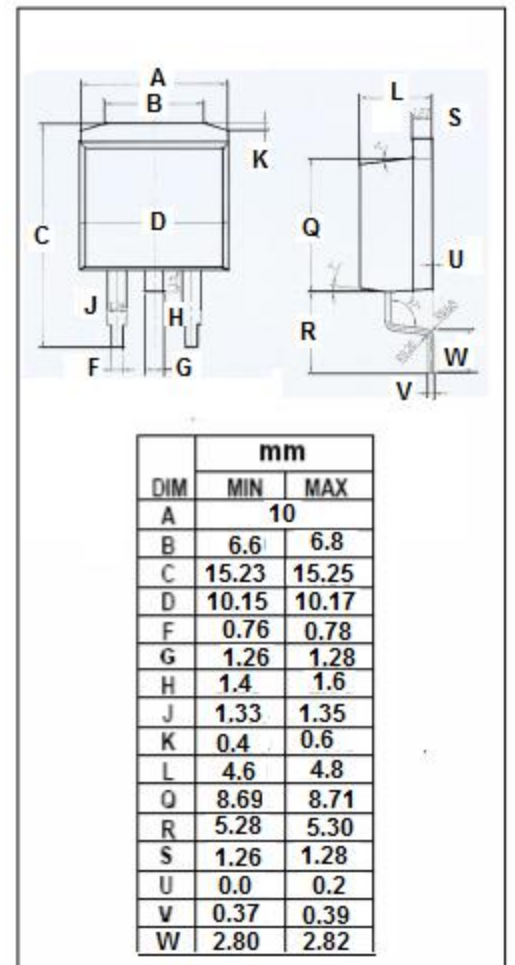 A
B
L
S
K
C
D
Q
U
J
H
R
W
F
G
V
mm
DIM MIN MAX
A 10
B 6.6 6.8
C 15.23 15.25
D 10.15 10.17
F 0.76 0.78
G 1.26 1.28
H 1.4 1.6
J 1.33 1.35
K 0.4 0.6
L 4.6 4.8
Q 8.69 8.71
R 5.28 5.30
S 1.26 1.28
U 0.0 0.2
V 0.37 0.39
W 2.80 2.82